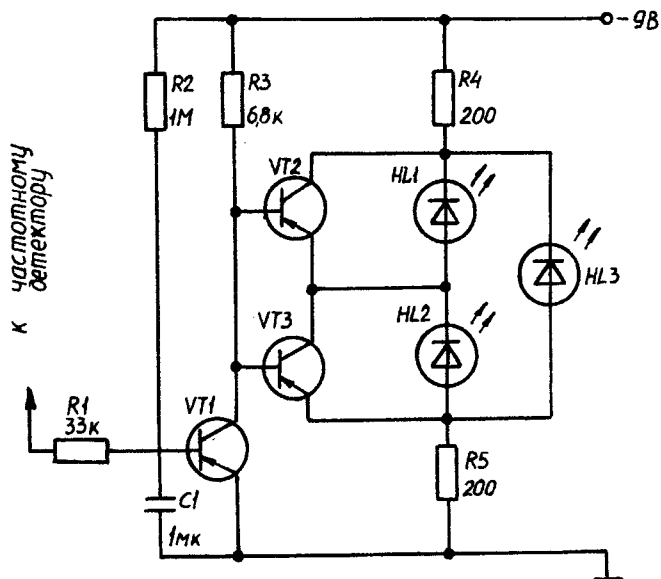 -9В
R2
1М
R3
6,8к
R4
200
к частотному
детектору
VT2
HL1
HL3
VT3
HL2
R1
33к
VT1
C1
1мк
R5
200